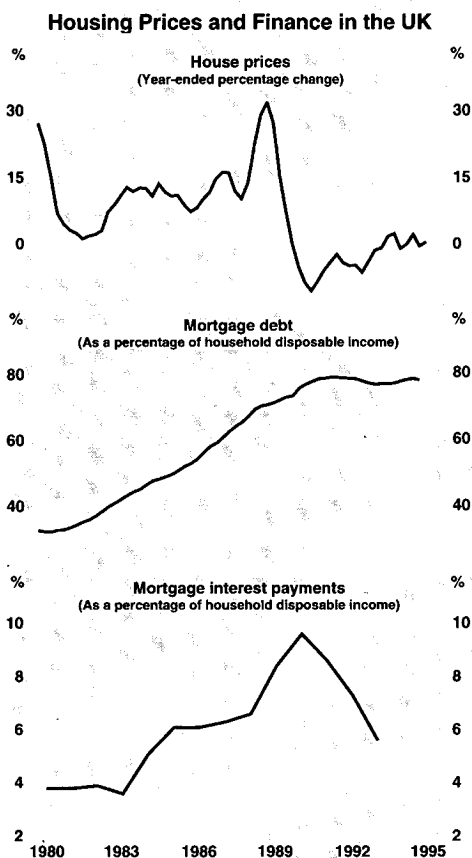 Housing Prices and Finance in the UK
% %
House prices
(Year-ended percentage change)
30 30
15 15
0 0
% %
Mortgage debt
(As a percentage of household disposable income)
80 80
60 60
40 40
% %
Mortgage interest payments
(As a percentage of household disposable income)
10 10
8 8
6 6
4 4
2 2
1980 1983 1986 1989 1992 1995